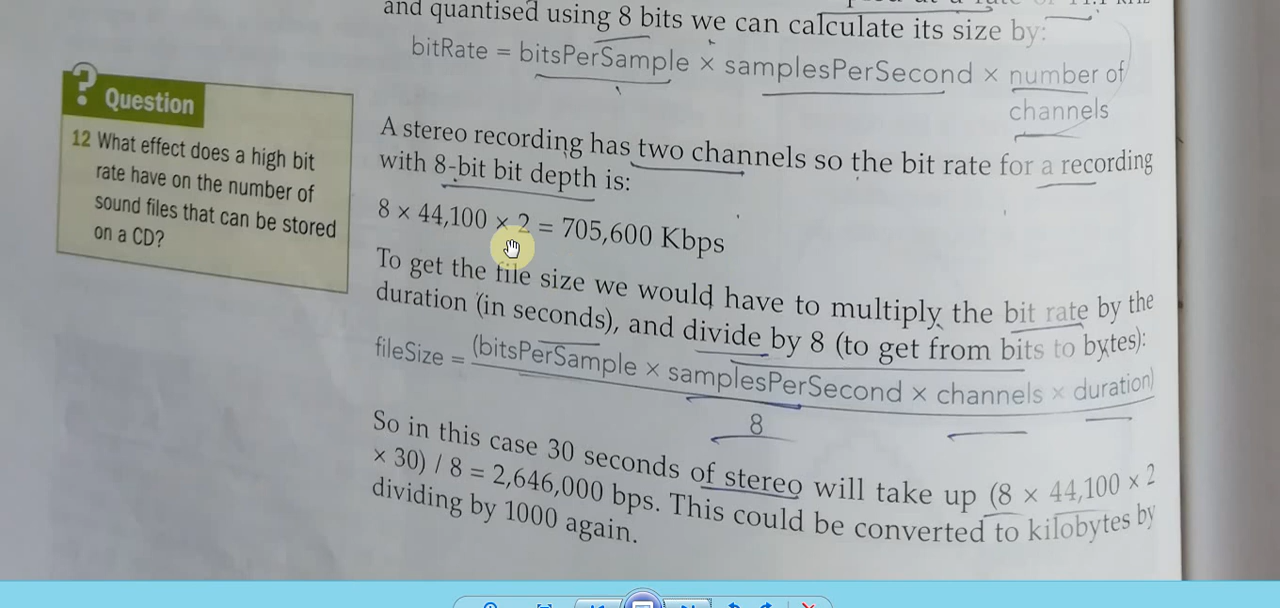 and quantised using 8 bits we can calculate its size by:
bitRate = bitsPerSample × samplesPerSecond × number of
channels
A stereo recording has two channels so the bit rate for a recording
with 8-bit bit depth is:
8 × 44,100 × 2 = 705,600 Kbps
To get the file size we would have to multiply the bit rate by the
duration (in seconds), and divide by 8 (to get from bits to bytes):
fileSize = (bitsPerSample × samplesPerSecond × channels × duration)
8
So in this case 30 seconds of stereo will take up (8 × 44,100 × 2
× 30) / 8 = 2,646,000 bps. This could be converted to kilobytes by
dividing by 1000 again.
? Question
12 What effect does a high bit
rate have on the number of
sound files that can be stored
on a CD?